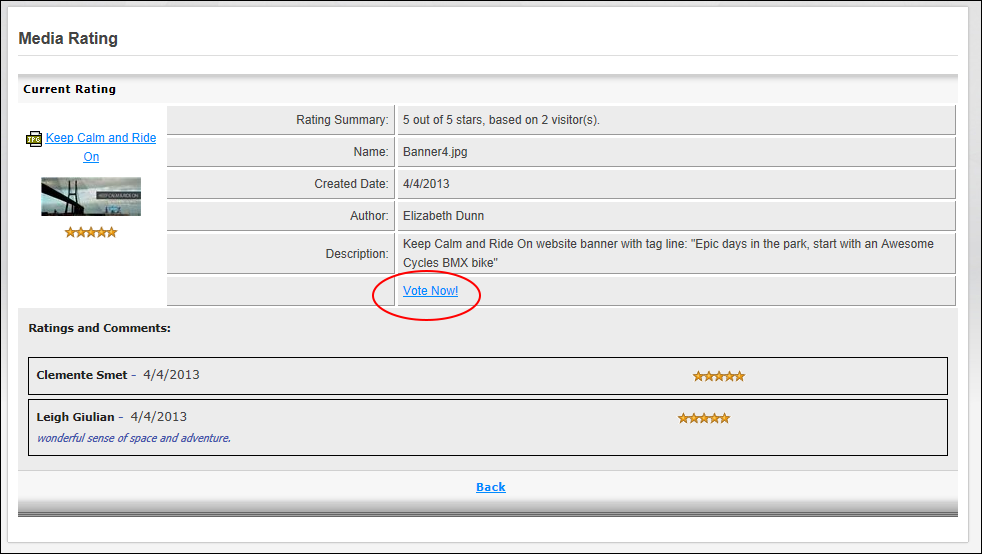 Media Rating
Current Rating
JPG
Keep Calm and Ride
On
KEEP CALM & RIDE ON
Rating Summary: 5 out of 5 stars, based on 2 visitor(s).
Name: Banner4.jpg
Created Date: 4/4/2013
Author: Elizabeth Dunn
Description: Keep Calm and Ride On website banner with tag line: "Epic days in the park, start with an Awesome
Cycles BMX bike"
Vote Now!
Ratings and Comments:
Clemente Smet - 4/4/2013
Leigh Giulian - 4/4/2013
wonderful sense of space and adventure.
Back